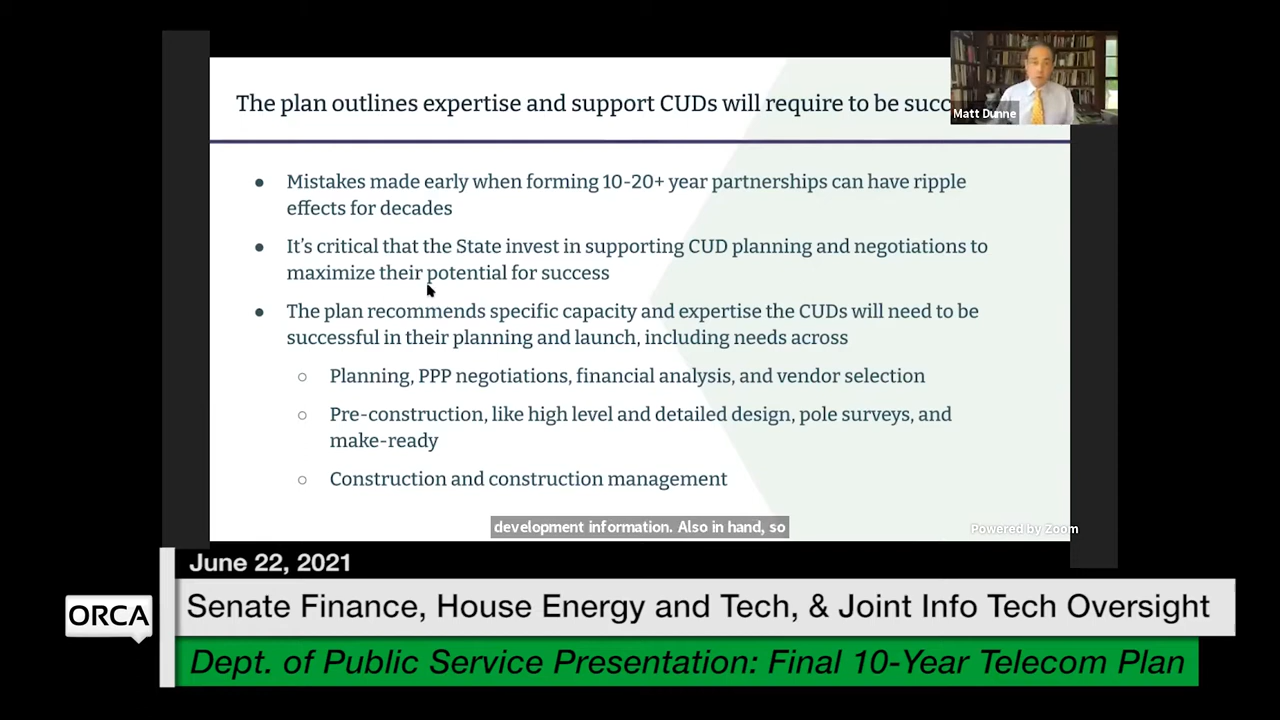 The plan outlines expertise and support CUDs will require to be succ
Matt Dunne
● Mistakes made early when forming 10-20+ year partnerships can have ripple
effects for decades
● It's critical that the State invest in supporting CUD planning and negotiations to
maximize their potential for success
● The plan recommends specific capacity and expertise the CUDs will need to be
successful in their planning and launch, including needs across
○ Planning, PPP negotiations, financial analysis, and vendor selection
○ Pre-construction, like high level and detailed design, pole surveys, and
make-ready
○ Construction and construction management
development information. Also in hand, so
Powered by Zoom
June 22, 2021
ORCA
Senate Finance, House Energy and Tech, & Joint Info Tech Oversight
Dept. of Public Service Presentation: Final 10-Year Telecom Plan